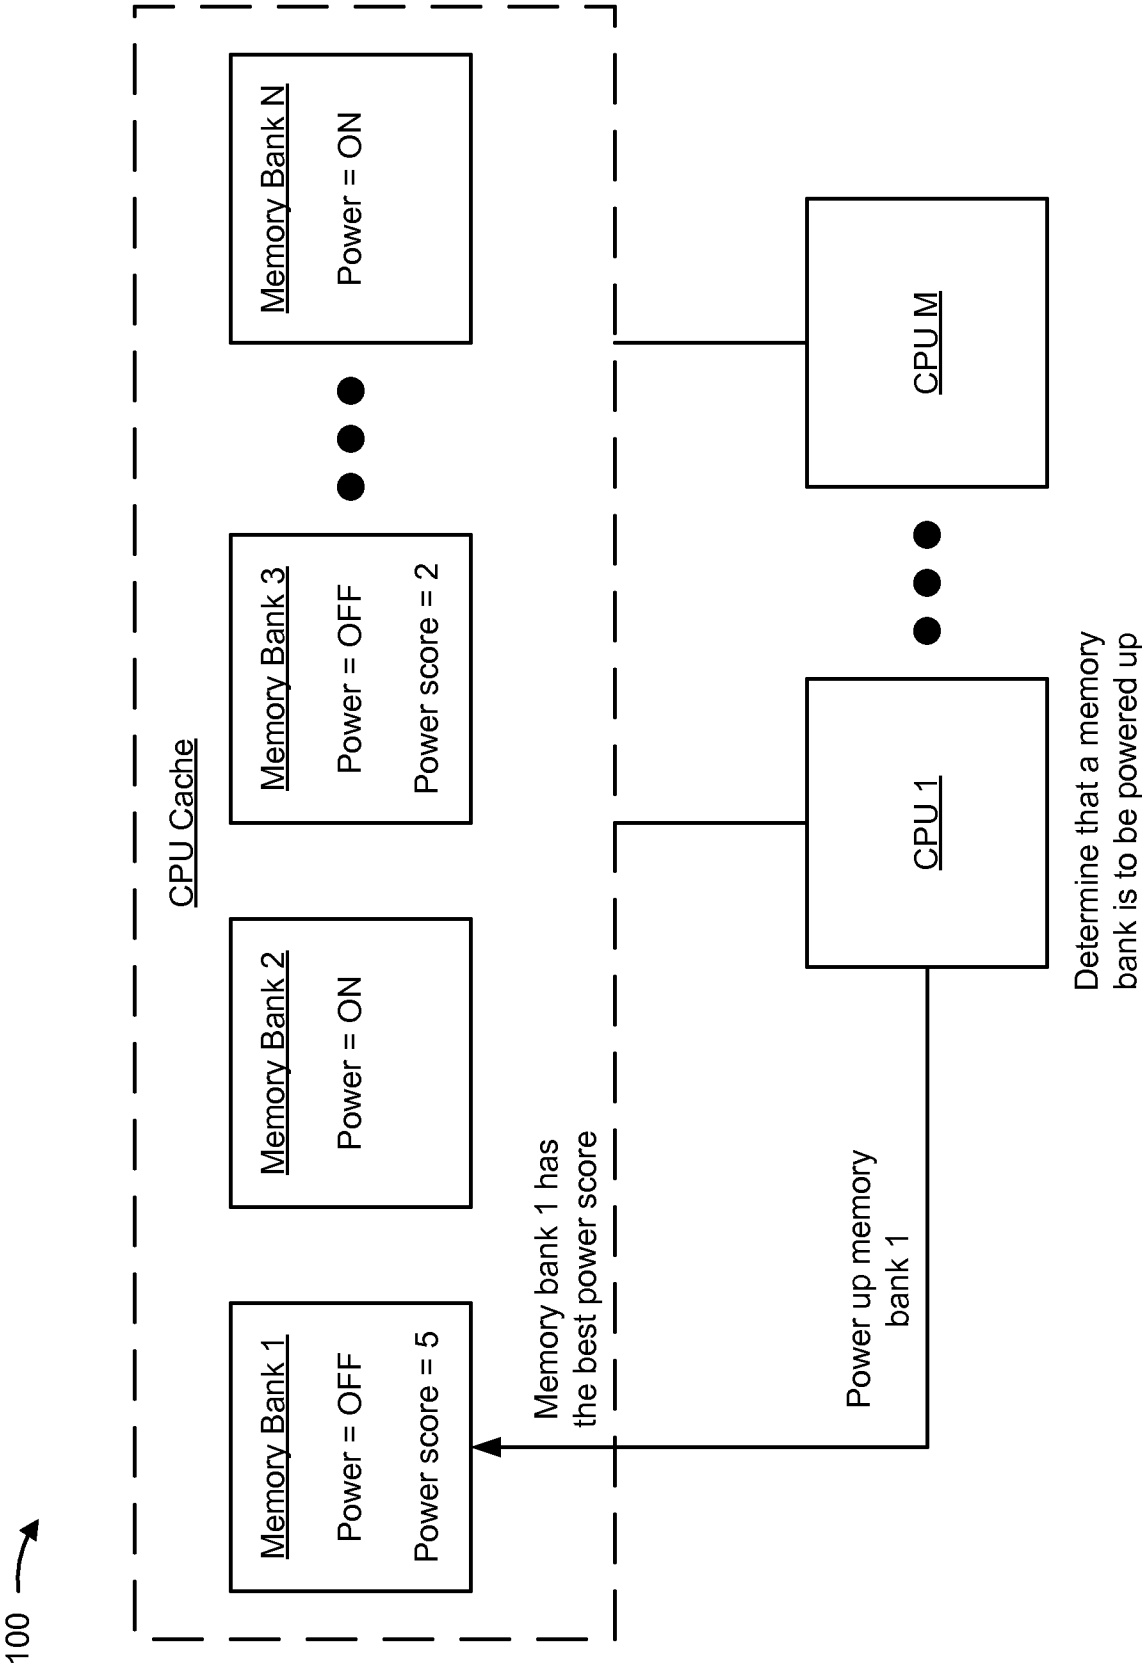 100
CPU Cache
Memory Bank 1
Power = OFF
Power score = 5
Memory Bank 2
Power = ON
Memory Bank 3
Power = OFF
Power score = 2
Memory Bank N
Power = ON
Memory bank 1 has
the best power score
Power up memory
bank 1
CPU 1
CPU M
Determine that a memory
bank is to be powered up